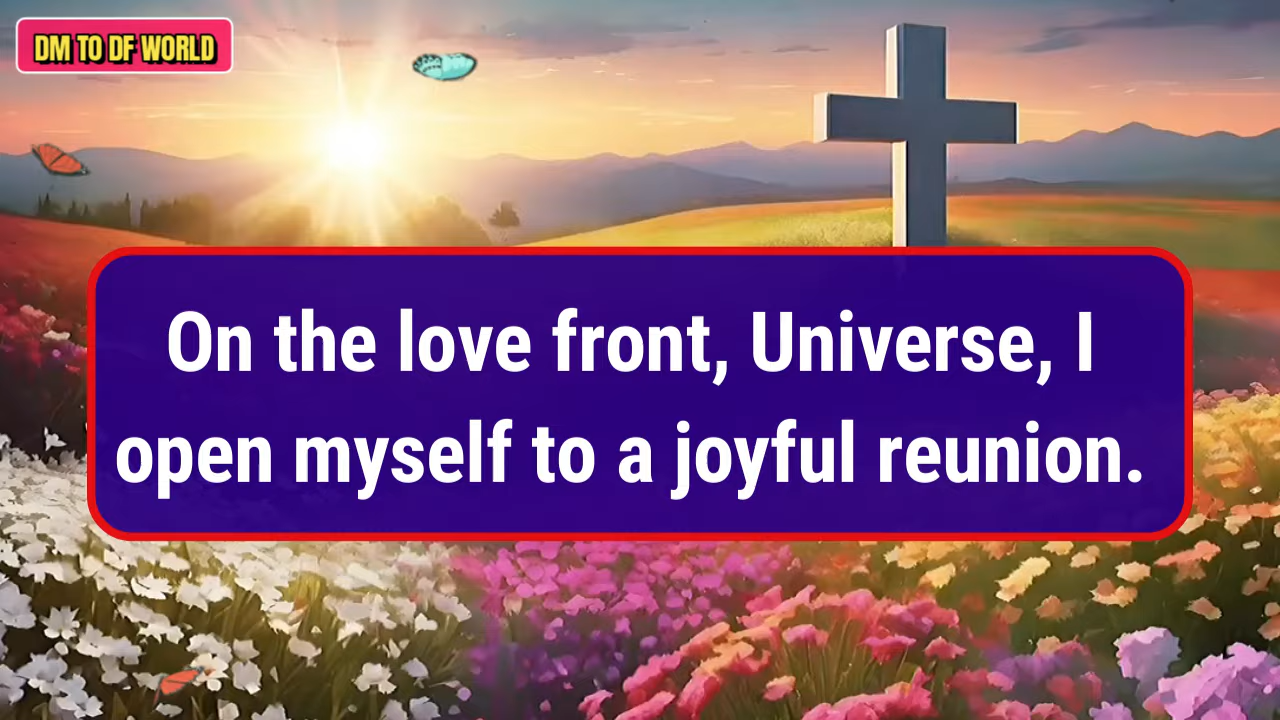 DM TO DF WORLD
On the love front, Universe, I
open myself to a joyful reunion.